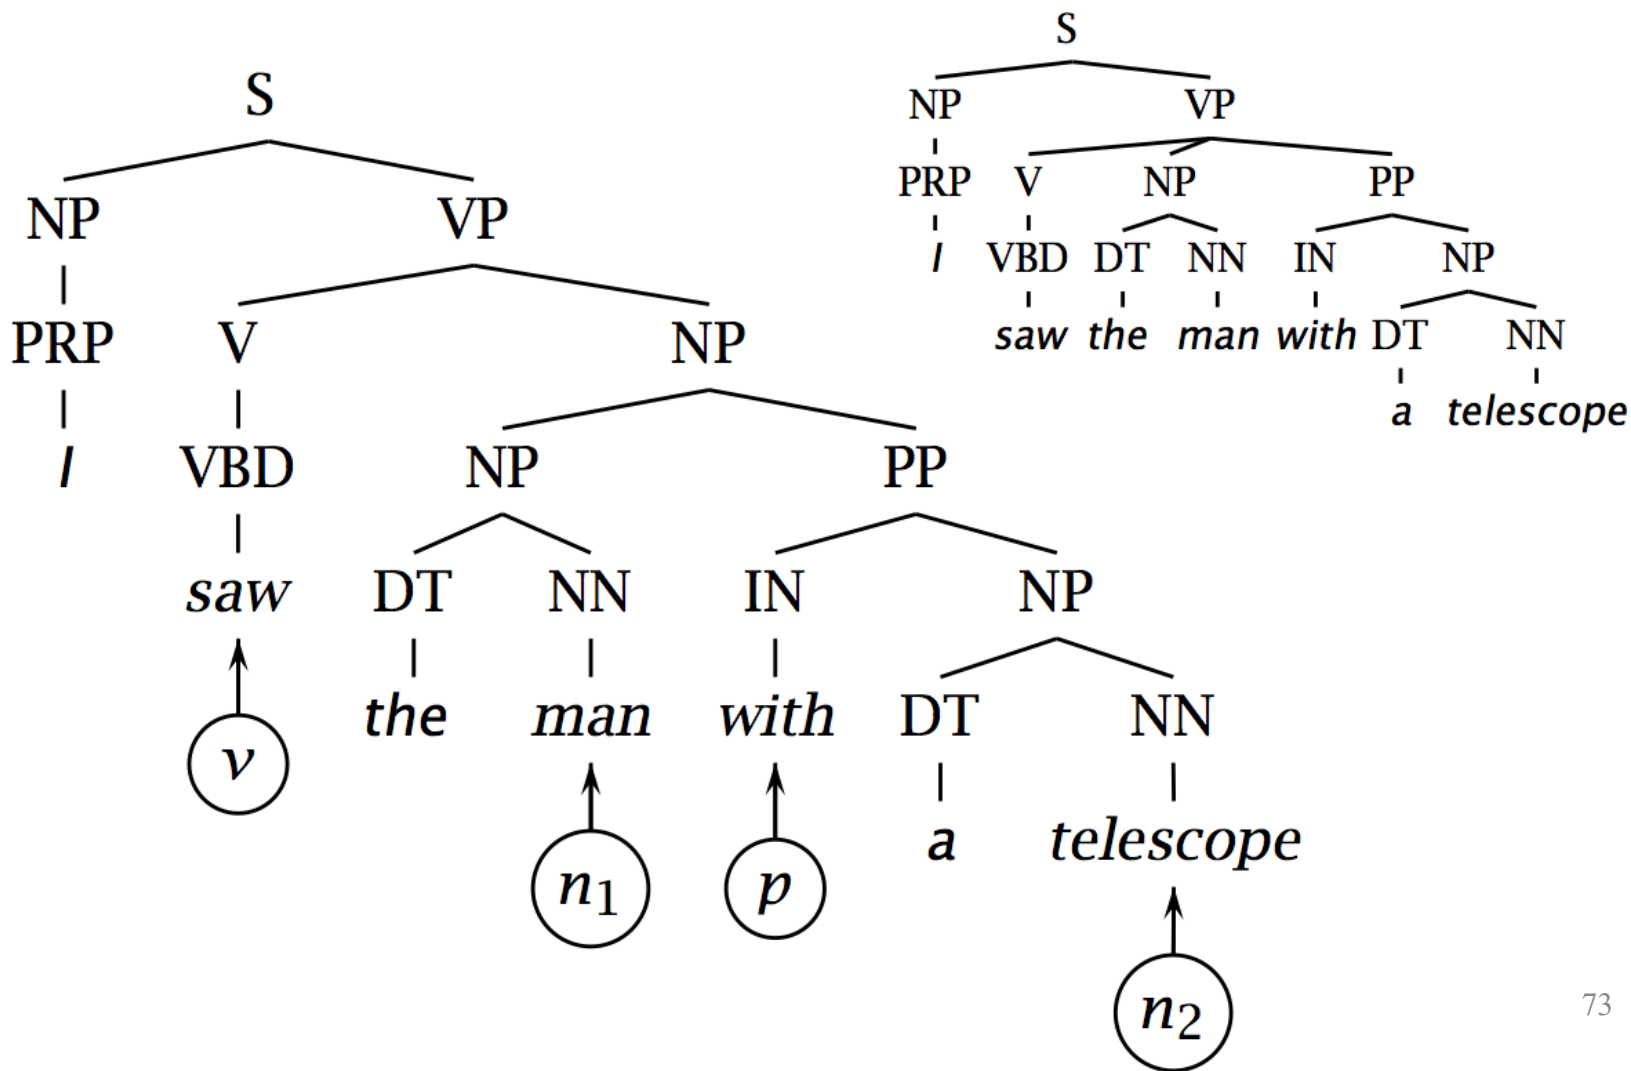 S
NP VP
PRP V NP
I VBD NP PP
saw DT NN IN NP
v the man with DT NN
n1 p a telescope
n2
S
NP VP
PRP V NP PP
I VBD DT NN IN NP
saw the man with DT NN
a telescope
73